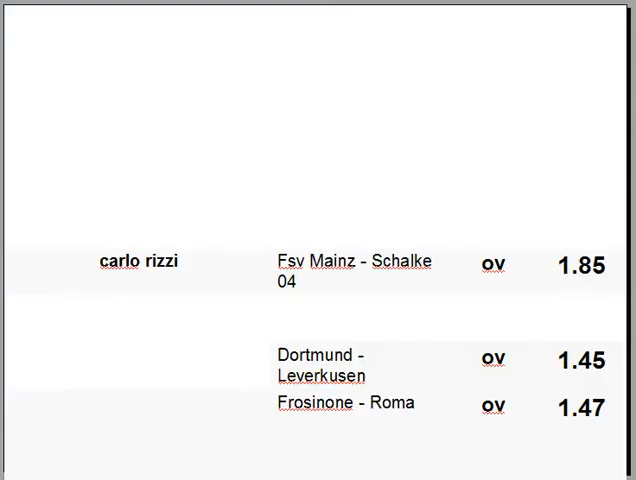 carlo rizzi Fsv Mainz - Schalke ov 1.85
04
Dortmund - ov 1.45
Leverkusen
Frosinone - Roma ov 1.47